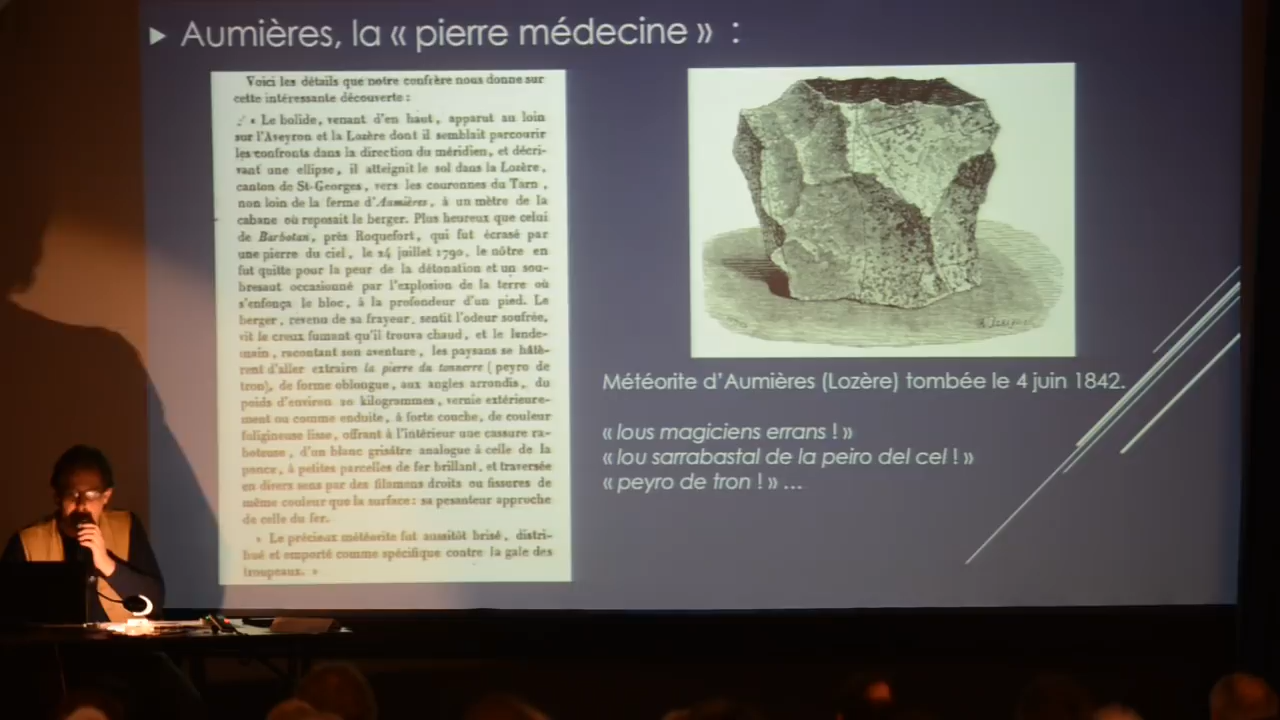 ► Aumières, la « pierre médecine » :
Voici les détails que notre confrère nous donne sur
cette intéressante découverte :
« Le bolide, venant d'en haut, apparut au loin
sur l'Aveyron et la Lozère dont il semblait parcourir
les confronts dans la direction du méridien, et décri-
vant une ellipse, il atteignit le sol dans la Lozère,
canton de St-Georges, vers les couronnes du Tarn,
non loin de la ferme d'Aumières, à un mètre de la
cabane où reposait le berger. Plus heureux que celui
de Barbotan, près Roquefort, qui fut écrasé par
une pierre du ciel, le 24 juillet 1790, le nôtre en
fut quitte pour la peur de la détonation et un sou-
bresaut occasionné par l'explosion de la terre où
s'enfonça le bloc, à la profondeur d'un pied. Le
berger, revenu de sa frayeur, sentit l'odeur soufrée,
vit le creux fumant qu'il trouva chaud, et le lende-
main, racontant son aventure, les paysans se hâtè-
rent d'aller extraire la pierre du tonnerre (peyro de
tron), de forme oblongue, aux angles arrondis, du
poids d'environ 20 kilogrammes, vernie extérieure-
ment ou comme enduite, à forte couche, de couleur
fuligineuse lisse, offrant à l'intérieur une cassure ra-
boteuse, d'un blanc grisâtre analogue à celle de la
ponce, à petites parcelles de fer brillant, et traversée
en divers sens par des filamens droits ou fissures de
même couleur que la surface : sa pesanteur approche
de celle du fer.
» Le précieux météorite fut aussitôt brisé, distri-
bué et emporté comme spécifique contre la gale des
troupeaux. »
Météorite d'Aumières (Lozère) tombée le 4 juin 1842.
« lous magiciens errans ! »
« lou sarrabastal de la peiro del cel ! »
« peyro de tron ! » ...